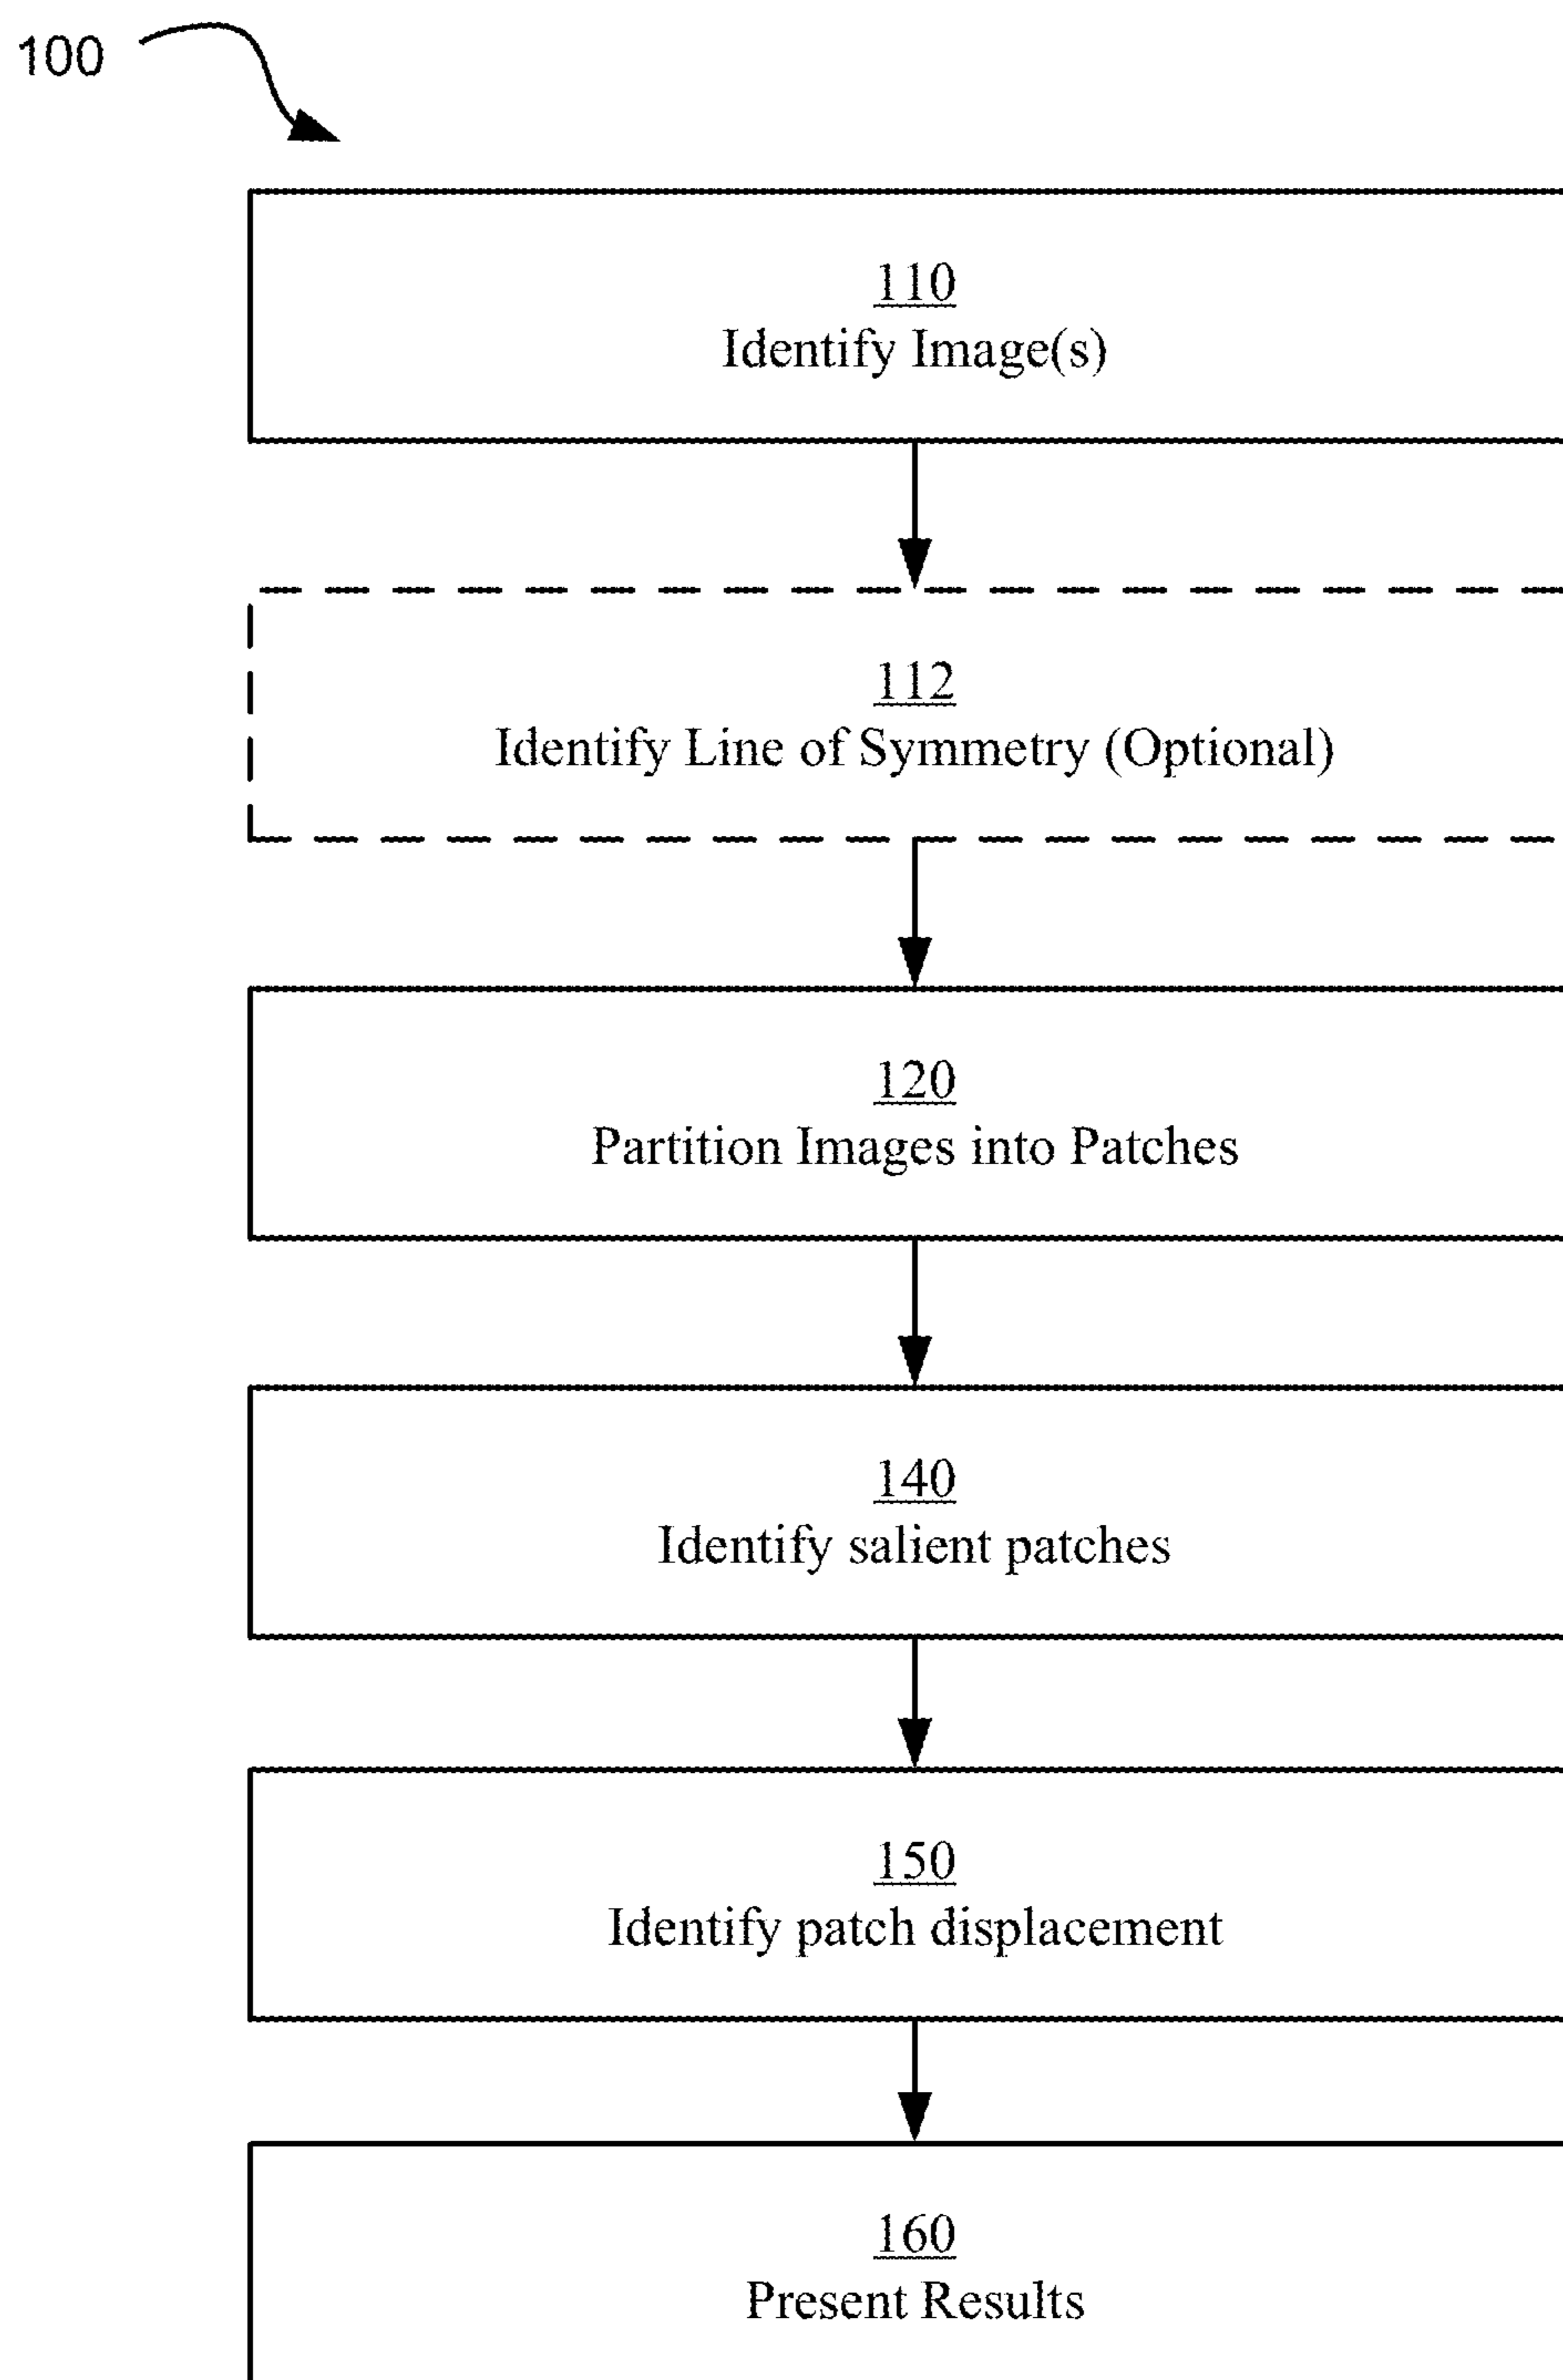 100
110
Identify Image(s)
112
Identify Line of Symmetry (Optional)
120
Partition Images into Patches
140
Identify salient patches
150
Identify patch displacement
160
Present Results